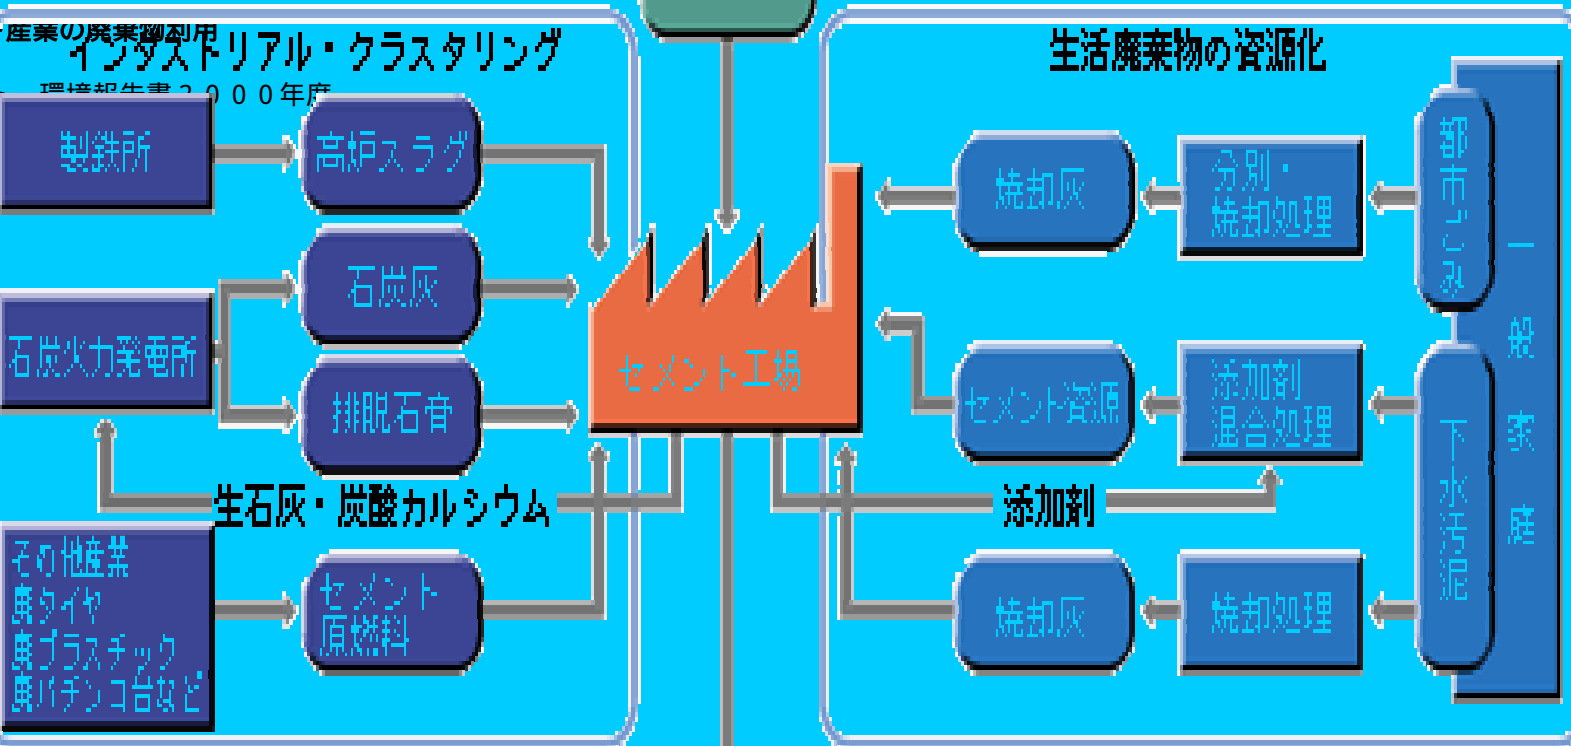 産業の廃棄物利用
インダストリアル・クラスタリング
環境報告書2000年度
製鉄所
高炉スラグ
石炭灰
石炭火力発電所
排脱石膏
生石灰・炭酸カルシウム
その他産業
廃タイヤ
廃プラスチック
廃パチンコ台など
セメント
原燃料
セメント工場
生活廃棄物の資源化
焼却灰
分別・
焼却処理
都市ごみ
セメント資源
添加剤
混合処理
下水汚泥
一般家庭
添加剤
焼却灰
焼却処理